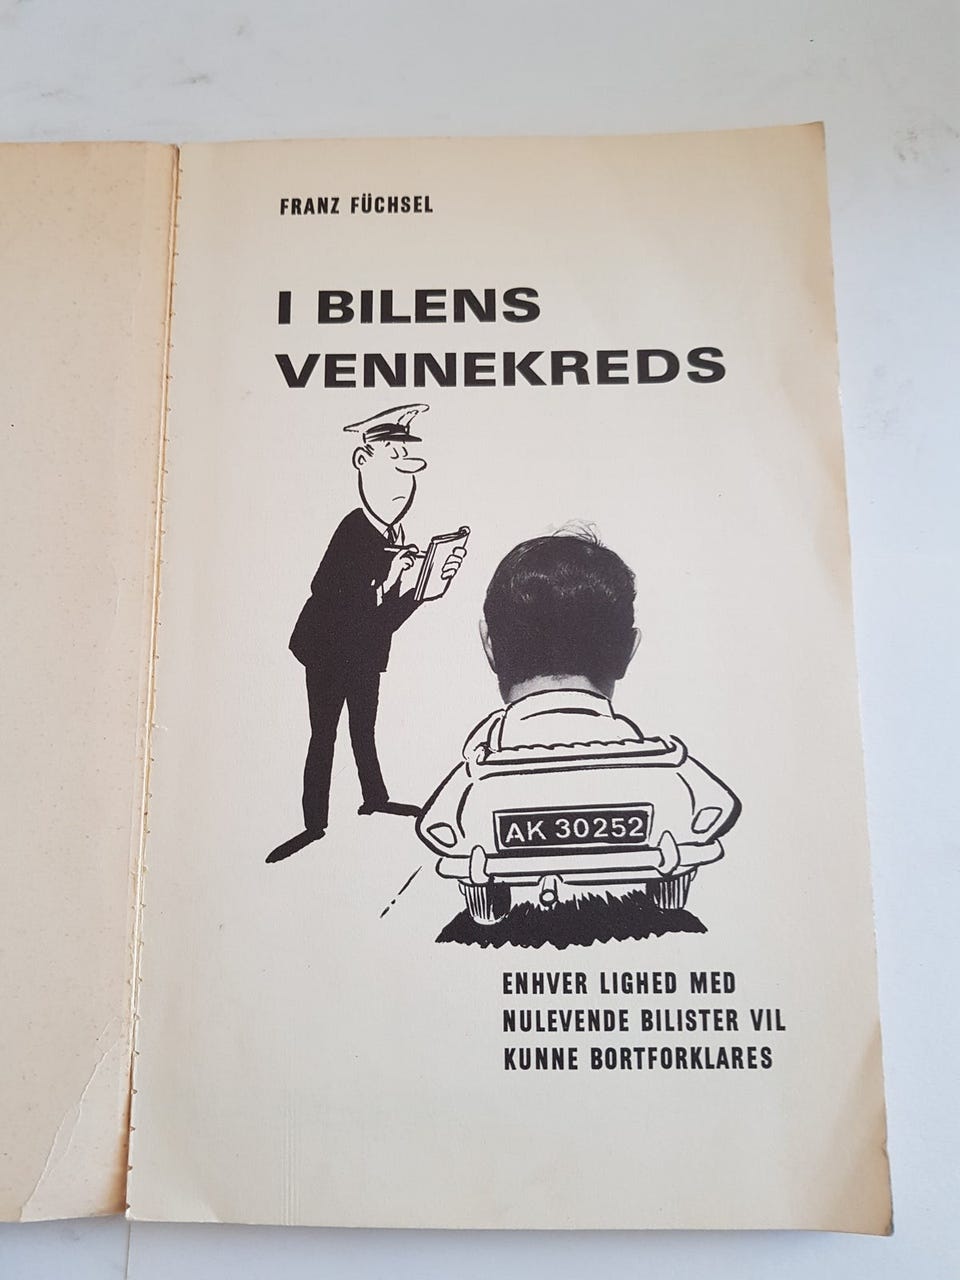 FRANZ FÜCHSEL
I BILENS
VENNEKREDS
AK 30252
ENHVER LIGHED MED
NULEVENDE BILISTER VIL
KUNNE BORTFORKLARES